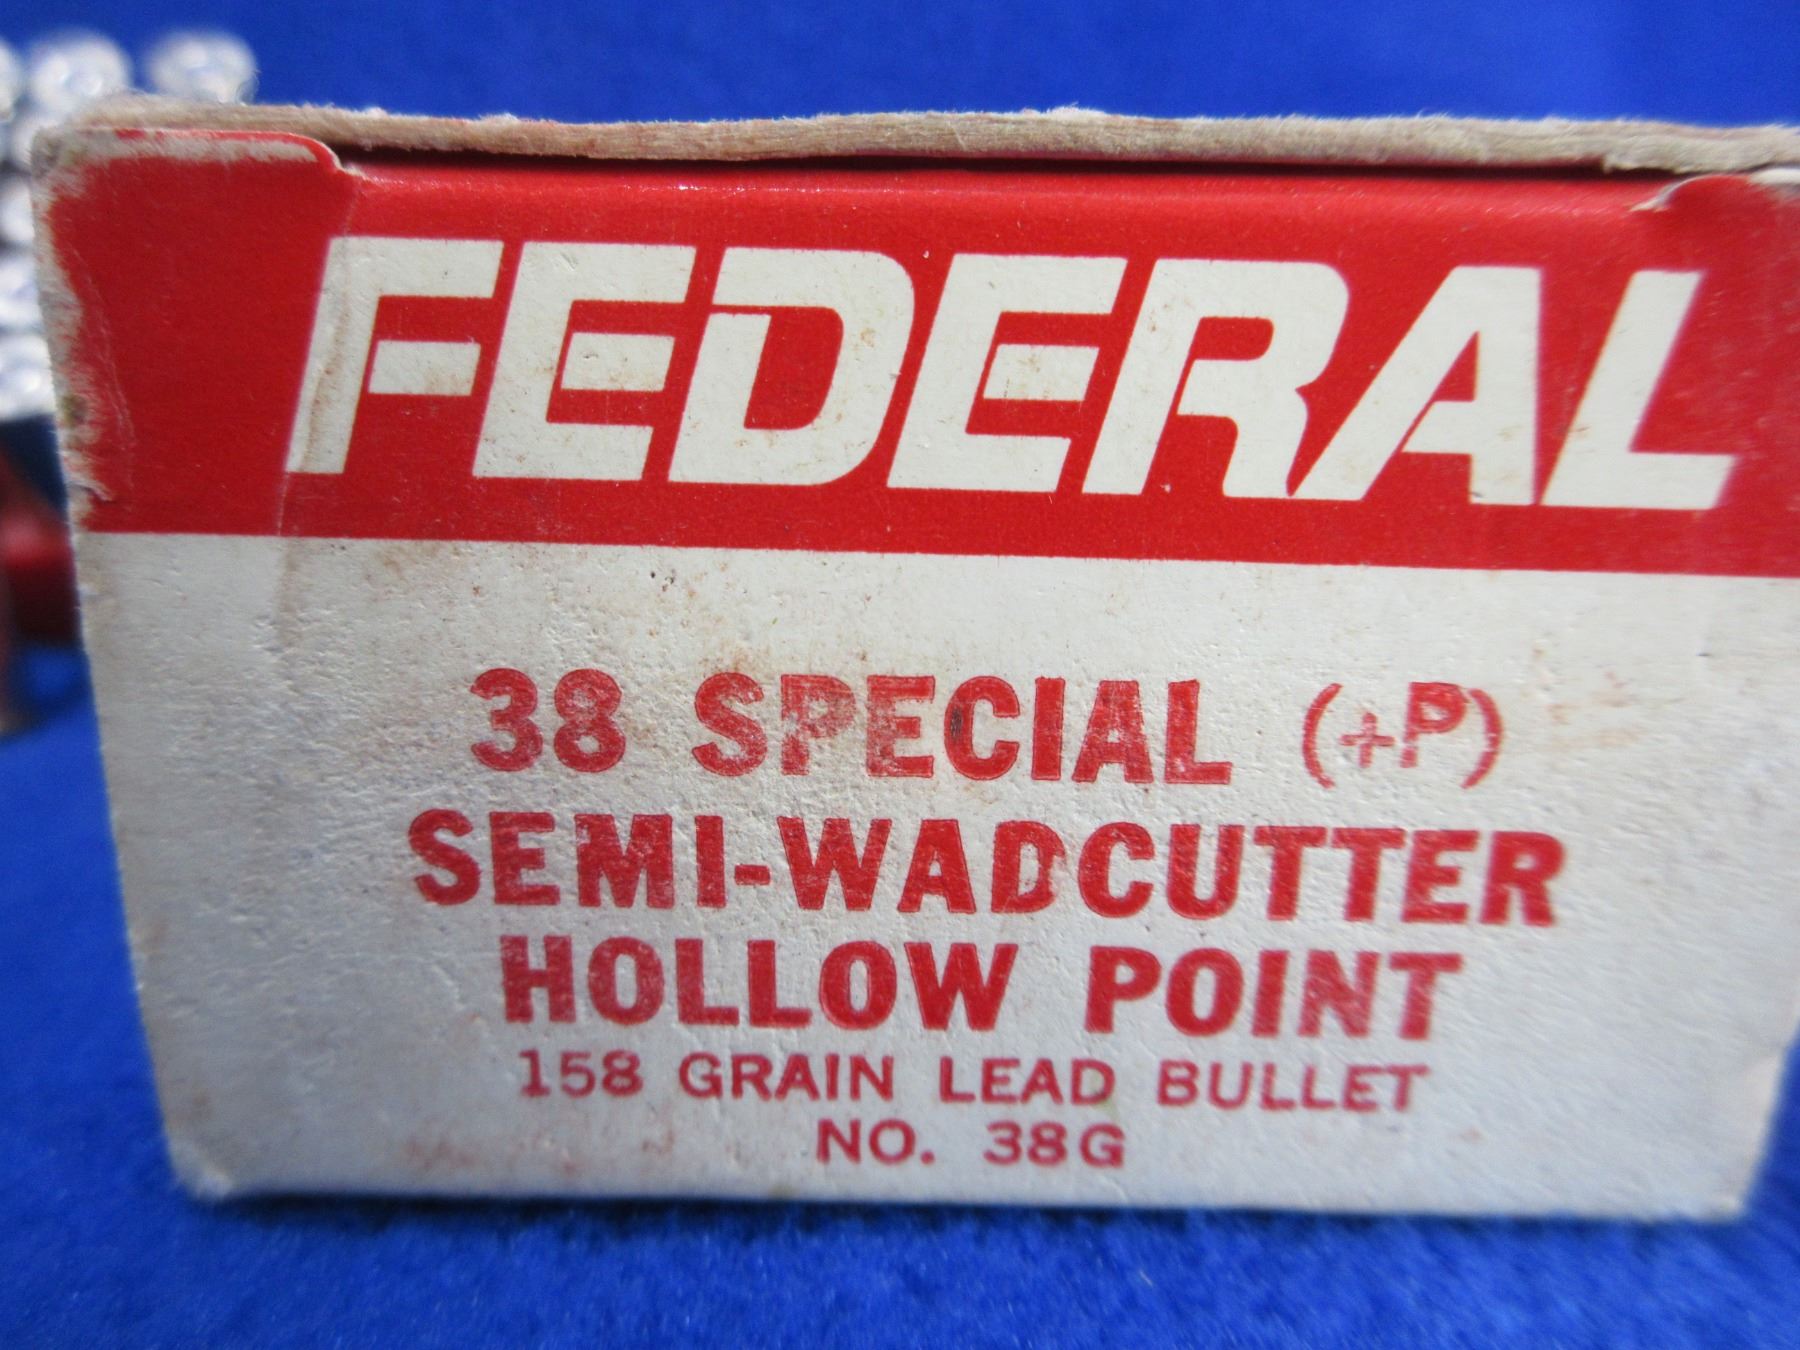 FEDERAL
38 SPECIAL (+P)
SEMI-WADCUTTER
HOLLOW POINT
158 GRAIN LEAD BULLET
NO. 38G